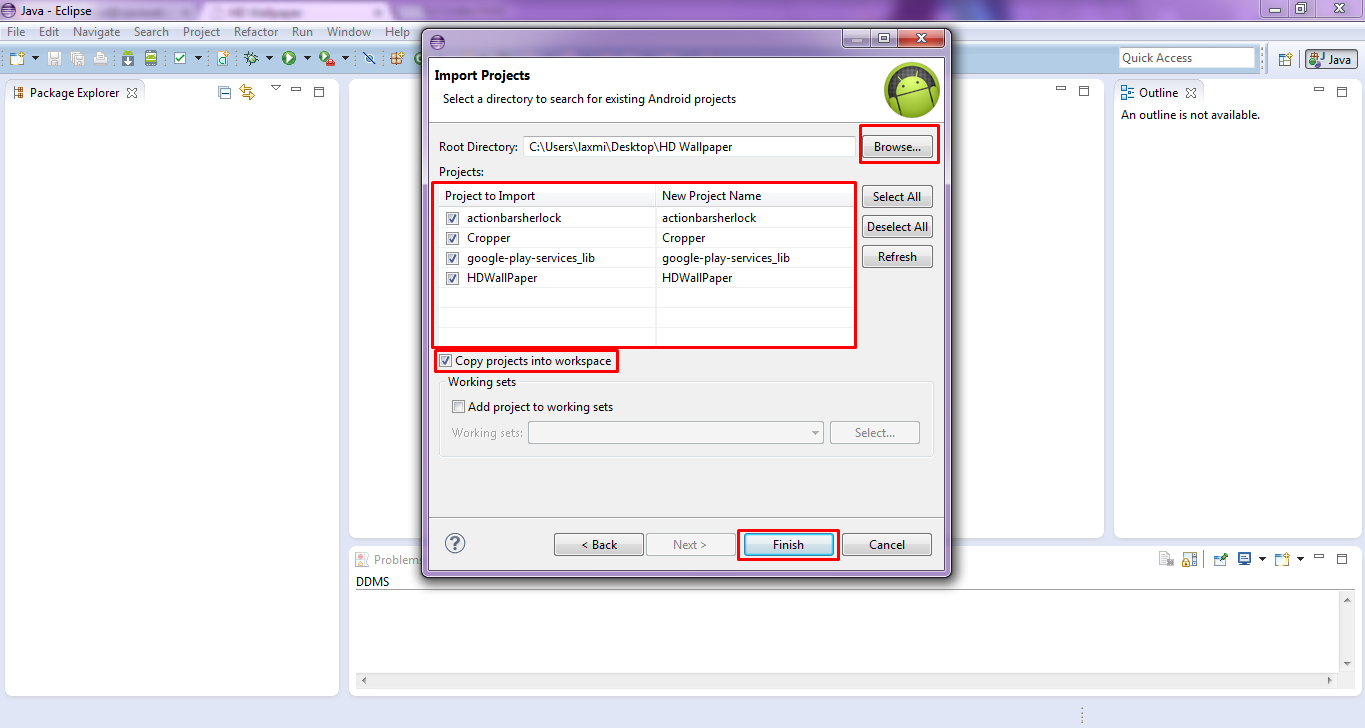 Java - Eclipse
HD Wallpaper
File Edit Navigate Search Project Refactor Run Window Help
Quick Access
Java
Package Explorer
Outline
An outline is not available.
Import Projects
Select a directory to search for existing Android projects
Root Directory: C:\Users\laxmi\Desktop\HD Wallpaper Browse...
Projects:
Project to Import New Project Name Select All
actionbarsherlock actionbarsherlock
Cropper Cropper Deselect All
google-play-services_lib google-play-services_lib Refresh
HDWallPaper HDWallPaper
Copy projects into workspace
Working sets
Add project to working sets
Working sets: Select...
? < Back Next > Finish Cancel
Problems
DDMS